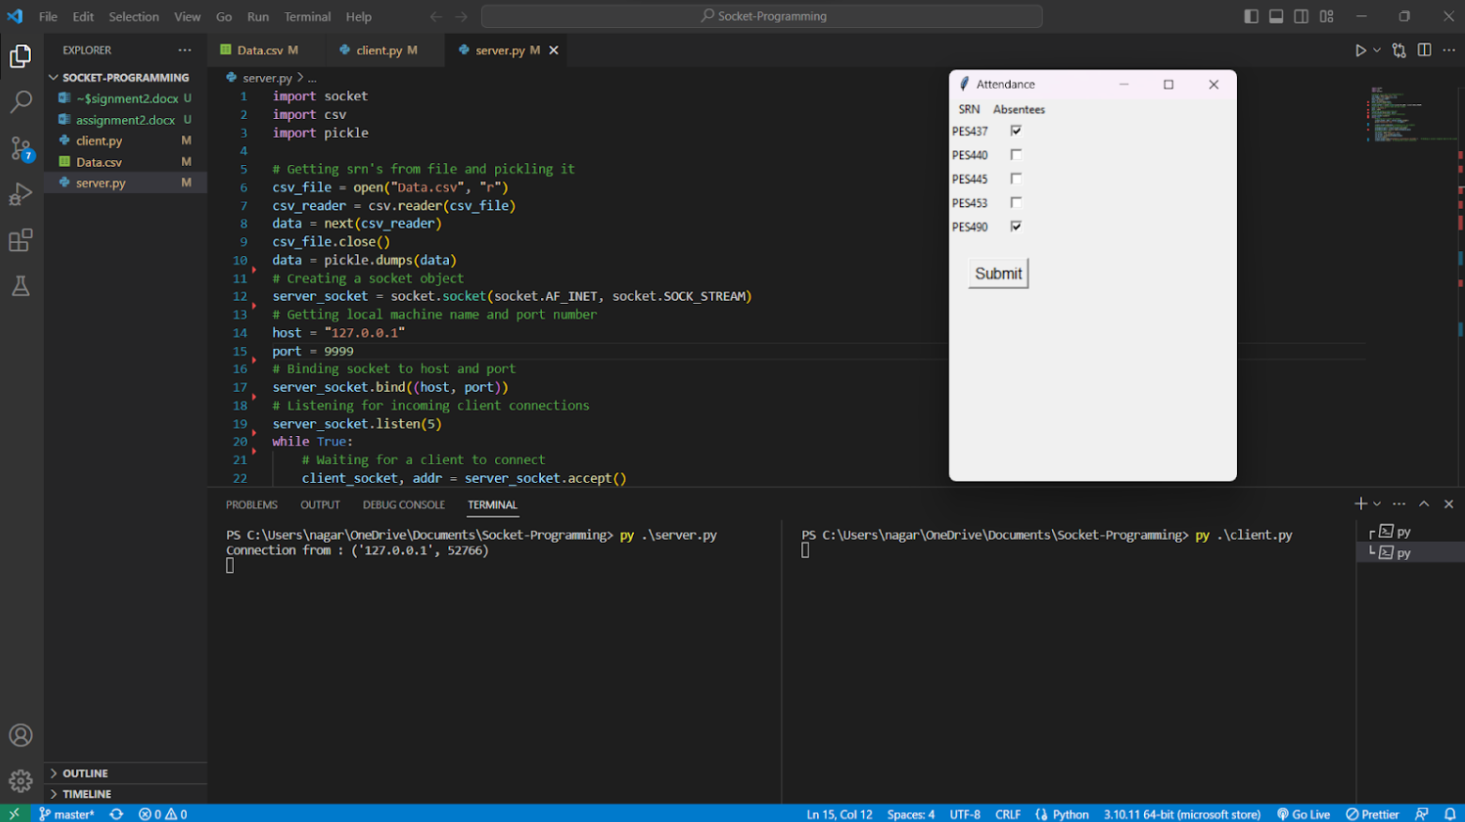 File Edit Selection View Go Run Terminal Help
Socket-Programming
EXPLORER
SOCKET-PROGRAMMING
~$signment2.docx U
assignment2.docx U
client.py M
Data.csv M
server.py M
7
OUTLINE
TIMELINE
Data.csv M
client.py M
server.py M
server.py > ...
1 import socket
2 import csv
3 import pickle
4
5 # Getting srn's from file and pickling it
6 csv_file = open("Data.csv", "r")
7 csv_reader = csv.reader(csv_file)
8 data = next(csv_reader)
9 csv_file.close()
10 data = pickle.dumps(data)
11 # Creating a socket object
12 server_socket = socket.socket(socket.AF_INET, socket.SOCK_STREAM)
13 # Getting local machine name and port number
14 host = "127.0.0.1"
15 port = 9999
16 # Binding socket to host and port
17 server_socket.bind((host, port))
18 # Listening for incoming client connections
19 server_socket.listen(5)
20 while True:
21 # Waiting for a client to connect
22 client_socket, addr = server_socket.accept()
Attendance
SRN Absentees
PES437
PES440
PES445
PES453
PES490
Submit
PROBLEMS OUTPUT DEBUG CONSOLE TERMINAL
PS C:\Users\nagar\OneDrive\Documents\Socket-Programming> py .\server.py
Connection from : ('127.0.0.1', 52766)
PS C:\Users\nagar\OneDrive\Documents\Socket-Programming> py .\client.py
py
py
master* 0 0 Ln 15, Col 12 Spaces: 4 UTF-8 CRLF Python 3.10.11 64-bit (microsoft store) Go Live Prettier